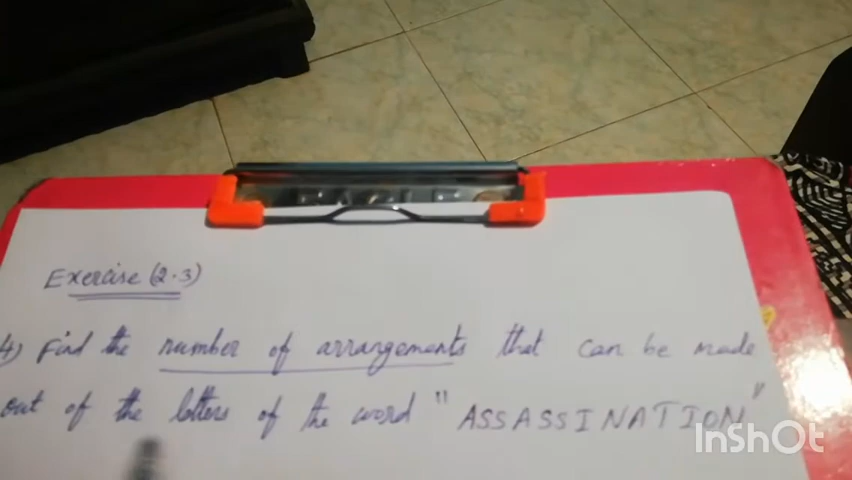 Exercise (2.3)
4) Find the number of arrangements that can be made
out of the letters of the word "ASSASSINATION"
InShOt